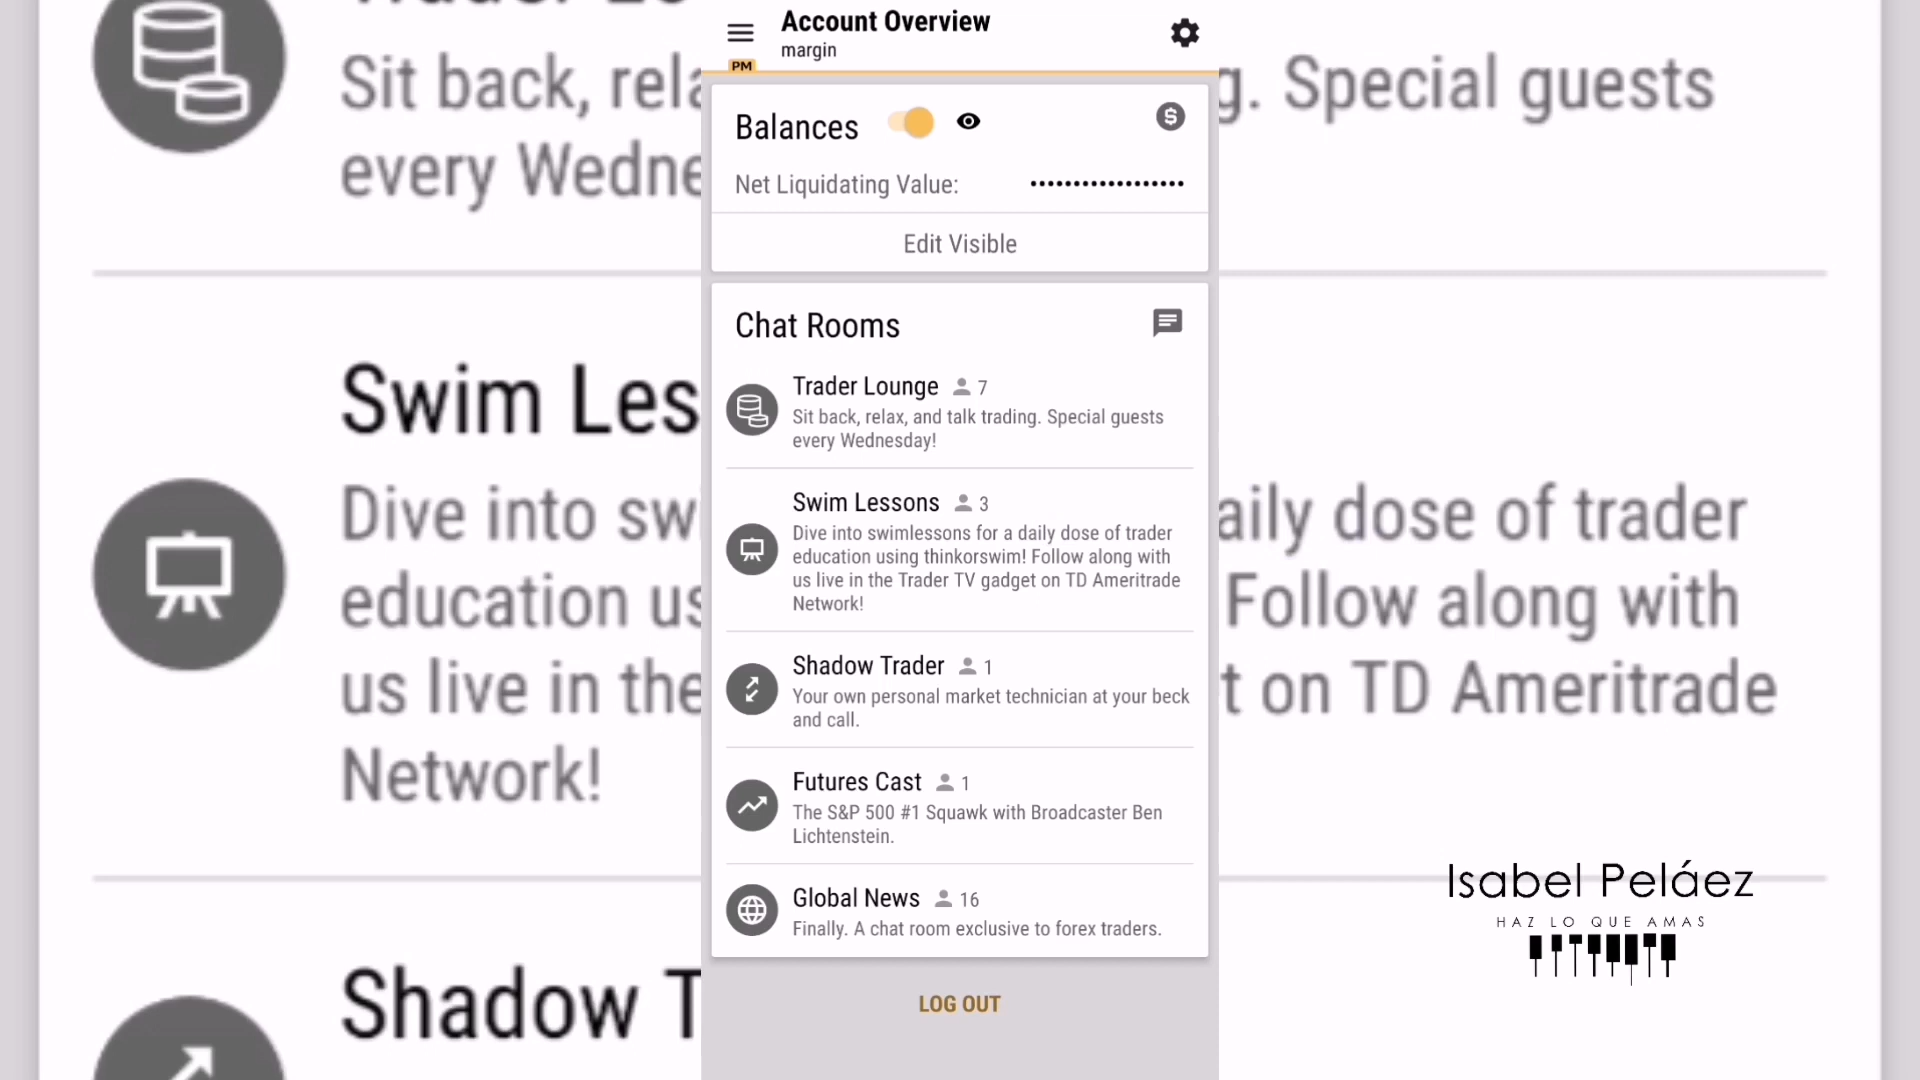 Account Overview
margin
PM
Balances
Net Liquidating Value:
Edit Visible
Chat Rooms
Trader Lounge 7
Sit back, relax, and talk trading. Special guests
every Wednesday!
Swim Lessons 3
Dive into swimlessons for a daily dose of trader
education using thinkorswim! Follow along with
us live in the Trader TV gadget on TD Ameritrade
Network!
Shadow Trader 1
Your own personal market technician at your beck
and call.
Futures Cast 1
The S&P 500 #1 Squawk with Broadcaster Ben
Lichtenstein.
Global News 16
Finally. A chat room exclusive to forex traders.
LOG OUT
Sit back, rela
g. Special guests
every Wedne
Swim Les
Dive into sw
aily dose of trader
education us
Follow along with
us live in the
t on TD Ameritrade
Network!
Shadow T
Isabel Peláez
HAZ LO QUE AMAS